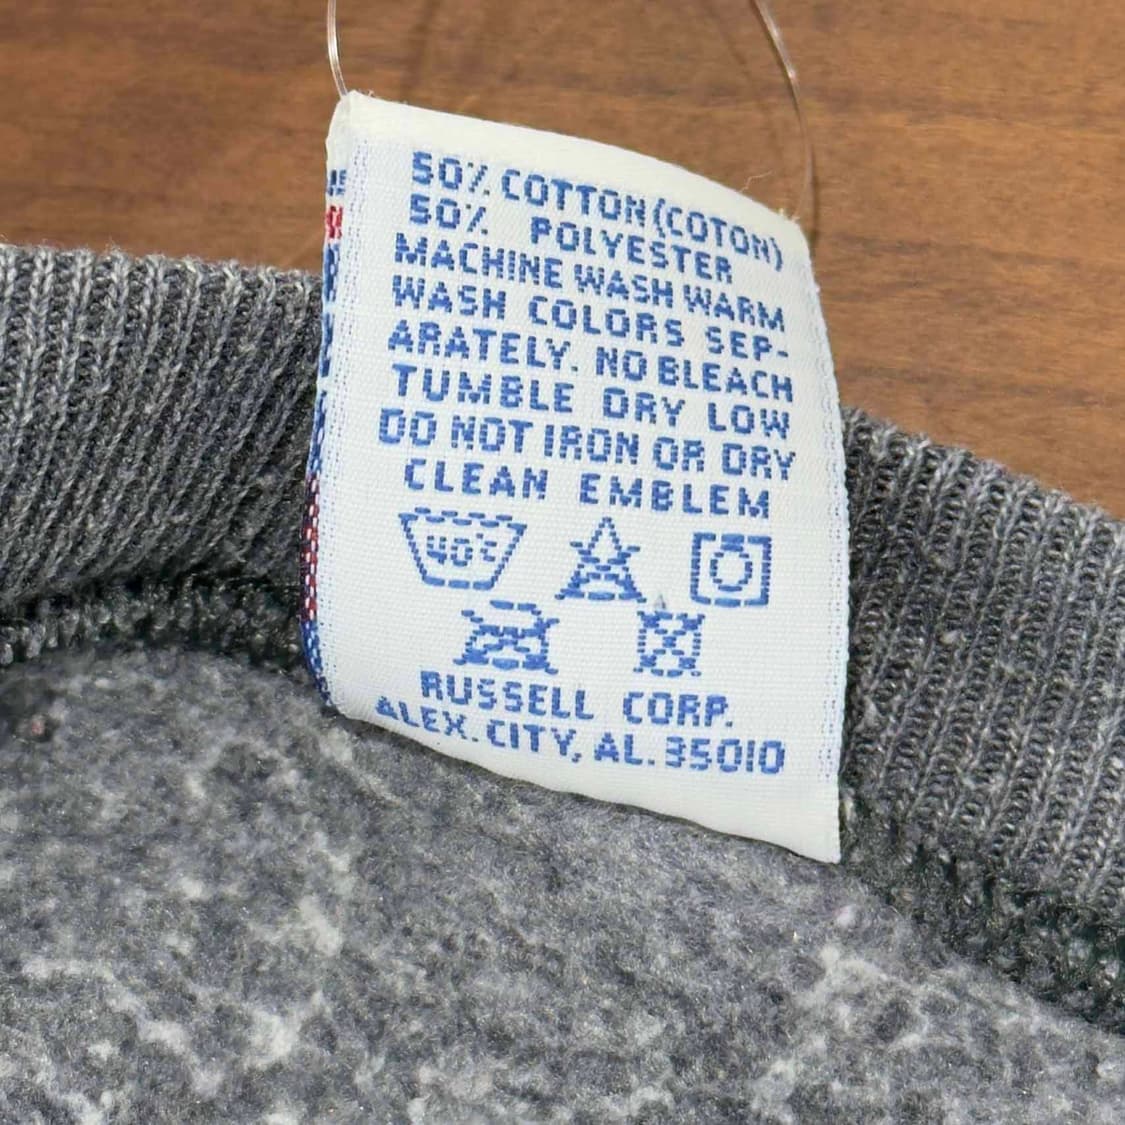 50% COTTON (COTON)
50% POLYESTER
MACHINE WASH WARM
WASH COLORS SEP-
ARATELY. NO BLEACH
TUMBLE DRY LOW
DO NOT IRON OR DRY
CLEAN EMBLEM
40°C
RUSSELL CORP.
ALEX. CITY, AL. 35010